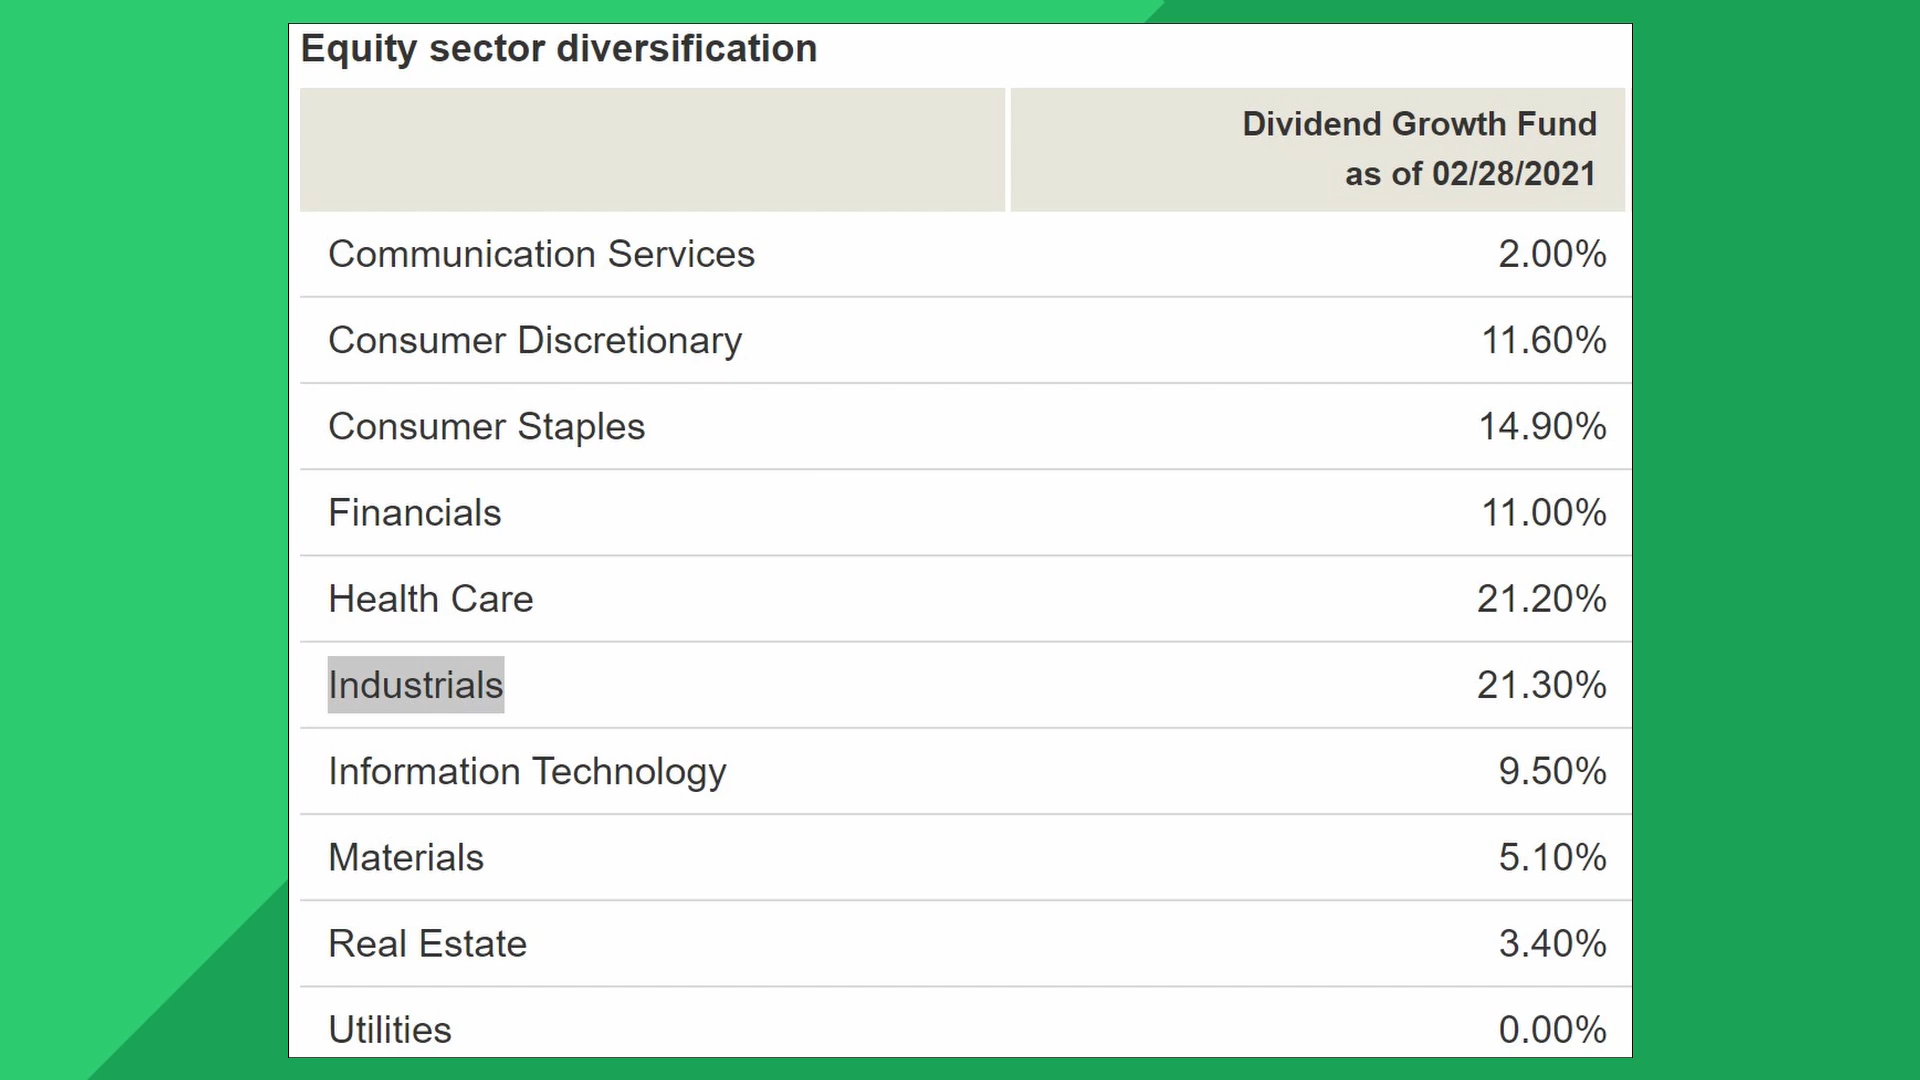 Equity sector diversification
Dividend Growth Fund
as of 02/28/2021
Communication Services 2.00%
Consumer Discretionary 11.60%
Consumer Staples 14.90%
Financials 11.00%
Health Care 21.20%
Industrials 21.30%
Information Technology 9.50%
Materials 5.10%
Real Estate 3.40%
Utilities 0.00%